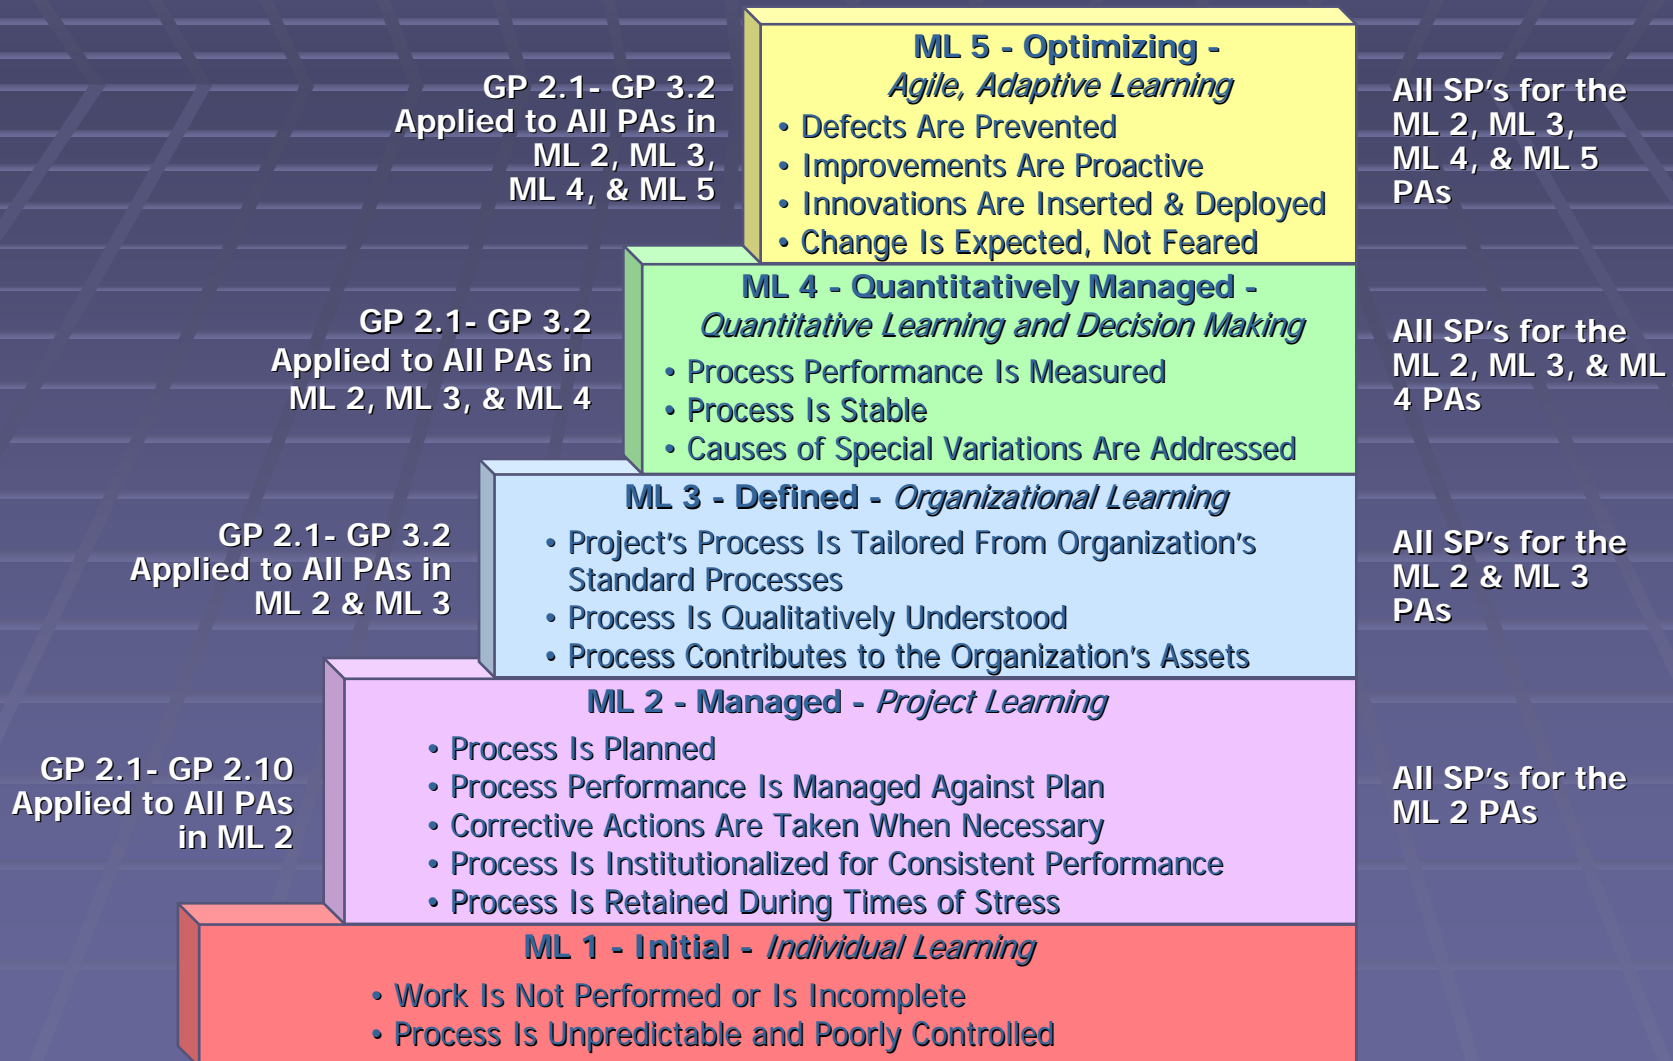 ML 5 - Optimizing -
Agile, Adaptive Learning
• Defects Are Prevented
• Improvements Are Proactive
• Innovations Are Inserted & Deployed
• Change Is Expected, Not Feared
GP 2.1- GP 3.2
Applied to All PAs in
ML 2, ML 3,
ML 4, & ML 5
All SP's for the
ML 2, ML 3,
ML 4, & ML 5
PAs
ML 4 - Quantitatively Managed -
Quantitative Learning and Decision Making
• Process Performance Is Measured
• Process Is Stable
• Causes of Special Variations Are Addressed
GP 2.1- GP 3.2
Applied to All PAs in
ML 2, ML 3, & ML 4
All SP's for the
ML 2, ML 3, & ML
4 PAs
ML 3 - Defined - Organizational Learning
• Project's Process Is Tailored From Organization's
Standard Processes
• Process Is Qualitatively Understood
• Process Contributes to the Organization's Assets
GP 2.1- GP 3.2
Applied to All PAs in
ML 2 & ML 3
All SP's for the
ML 2 & ML 3
PAs
ML 2 - Managed - Project Learning
• Process Is Planned
• Process Performance Is Managed Against Plan
• Corrective Actions Are Taken When Necessary
• Process Is Institutionalized for Consistent Performance
• Process Is Retained During Times of Stress
GP 2.1- GP 2.10
Applied to All PAs
in ML 2
All SP's for the
ML 2 PAs
ML 1 - Initial - Individual Learning
• Work Is Not Performed or Is Incomplete
• Process Is Unpredictable and Poorly Controlled